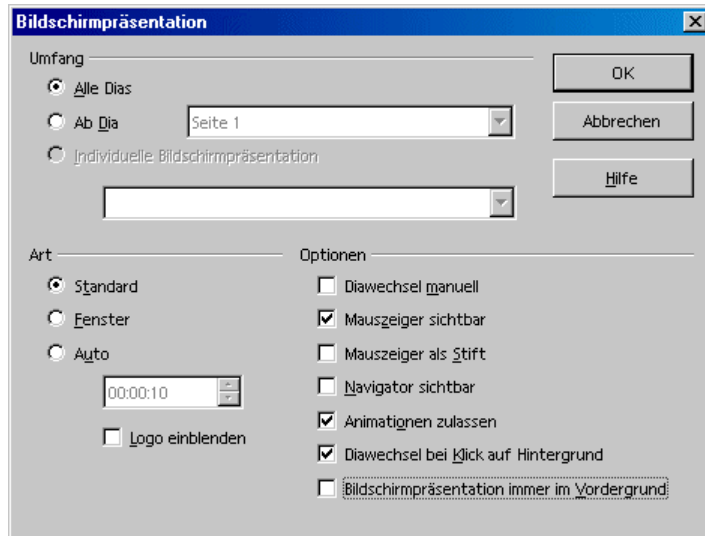 Bildschirmpräsentation
Umfang
Alle Dias
Ab Dia
Seite 1
Individuelle Bildschirmpräsentation
OK
Abbrechen
Hilfe
Art
Standard
Fenster
Auto
00:00:10
Logo einblenden
Optionen
Diawechsel manuell
Mauszeiger sichtbar
Mauszeiger als Stift
Navigator sichtbar
Animationen zulassen
Diawechsel bei Klick auf Hintergrund
Bildschirmpräsentation immer im Vordergrund